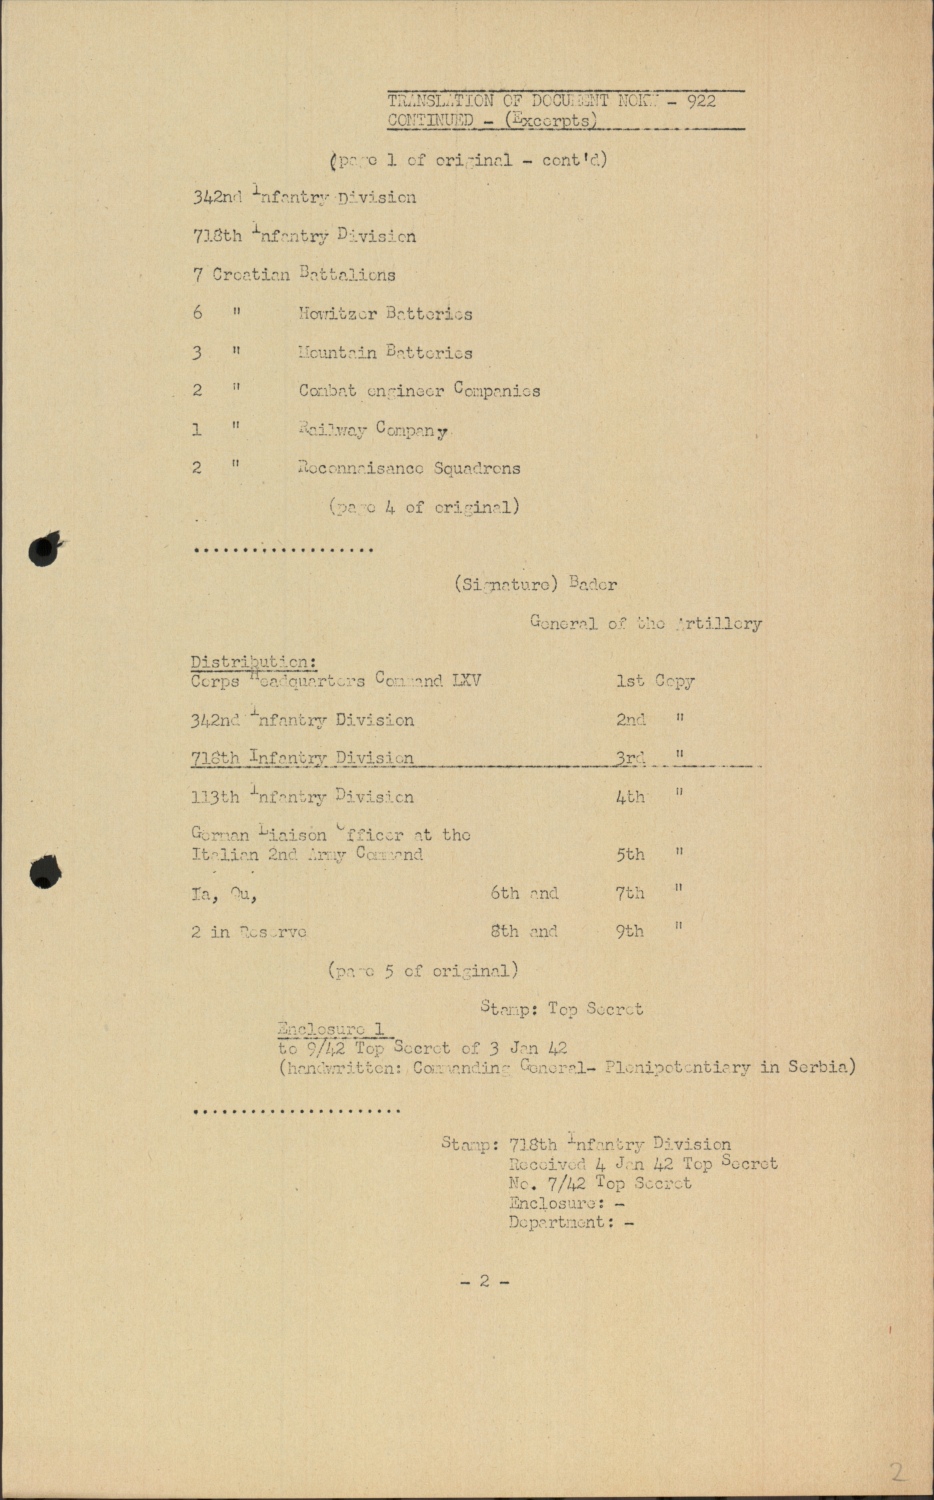 TRANSLATION OF DOCUMENT NOKW - 922
CONTINUED - (Excerpts)
(page 1 of original - cont'd)
342nd Infantry Division
718th Infantry Division
7 Croatian Battalions
6 " Howitzer Batteries
3 " Mountain Batteries
2 " Combat engineer Companies
1 " Railway Company
2 " Reconnaisance Squadrons
(page 4 of original)
...................
(Signature) Bader
General of the Artillery
Distribution:
Corps Headquarters Command LXV 1st Copy
342nd Infantry Division 2nd "
718th Infantry Division 3rd "
113th Infantry Division 4th "
German Liaison Officer at the
Italian 2nd Army Command 5th "
Ia, Qu, 6th and 7th "
2 in Reserve 8th and 9th "
(page 5 of original)
Stamp: Top Secret
Enclosure 1
to 9/42 Top Secret of 3 Jan 42
(handwritten: Commanding General- Plenipotentiary in Serbia)
......................
Stamp: 718th Infantry Division
Received 4 Jan 42 Top Secret
No. 7/42 Top Secret
Enclosure: -
Department: -
- 2 -
2